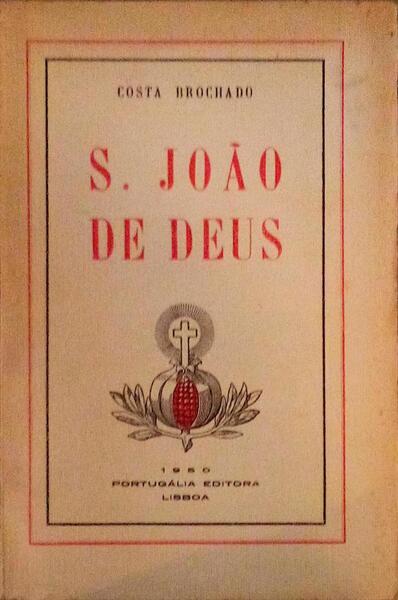 COSTA BROCHADO
S. JOÃO
DE DEUS
1950
PORTUGÁLIA EDITORA
LISBOA